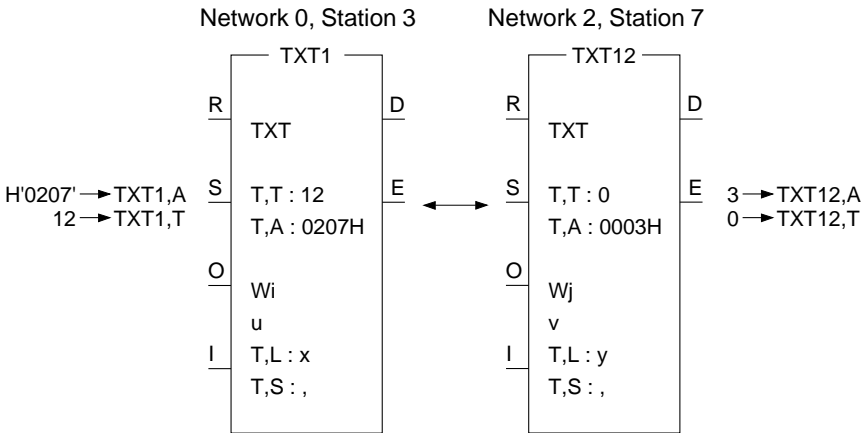 Network 0, Station 3
Network 2, Station 7
TXT1
R
D
TXT
H'0207' → TXT1,A
12 → TXT1,T
S
T,T : 12
E
T,A : 0207H
O
Wi
u
I
T,L : x
T,S : ,
TXT12
R
D
TXT
S
T,T : 0
E
T,A : 0003H
3 → TXT12,A
0 → TXT12,T
O
Wj
v
I
T,L : y
T,S : ,